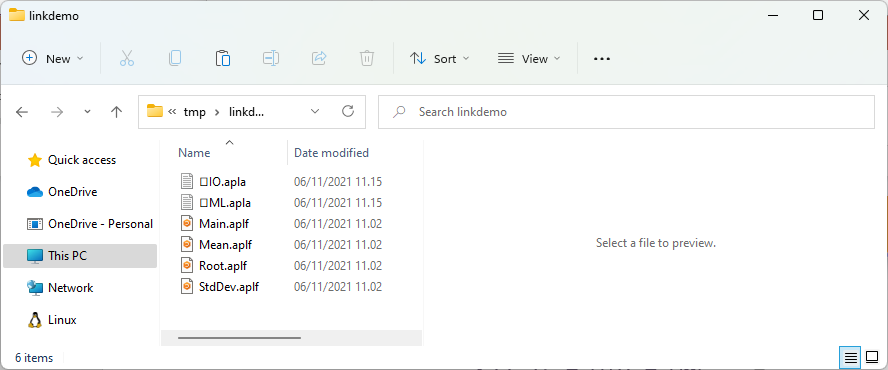 linkdemo
New Sort View
tmp linkd...
Search linkdemo
Quick access
OneDrive
OneDrive - Personal
This PC
Network
Linux
Name Date modified
⎕IO.apla 06/11/2021 11.15
⎕ML.apla 06/11/2021 11.15
Main.aplf 06/11/2021 11.02
Mean.aplf 06/11/2021 11.02
Root.aplf 06/11/2021 11.02
StdDev.aplf 06/11/2021 11.02
Select a file to preview.
6 items